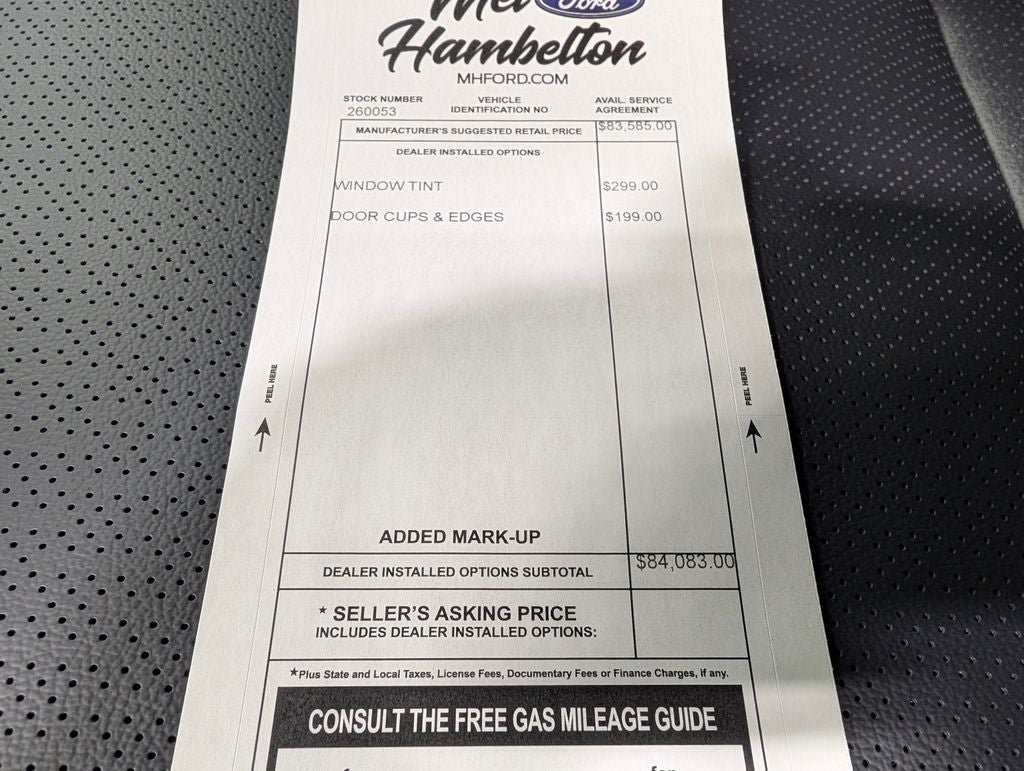 Mel Ford
Hambelton
MHFORD.COM
STOCK NUMBER VEHICLE AVAIL. SERVICE
260053 IDENTIFICATION NO AGREEMENT
MANUFACTURER'S SUGGESTED RETAIL PRICE $83,585.00
DEALER INSTALLED OPTIONS
WINDOW TINT $299.00
DOOR CUPS & EDGES $199.00
PEEL HERE PEEL HERE
ADDED MARK-UP
DEALER INSTALLED OPTIONS SUBTOTAL $84,083.00
* SELLER'S ASKING PRICE
INCLUDES DEALER INSTALLED OPTIONS:
*Plus State and Local Taxes, License Fees, Documentary Fees or Finance Charges, if any.
CONSULT THE FREE GAS MILEAGE GUIDE